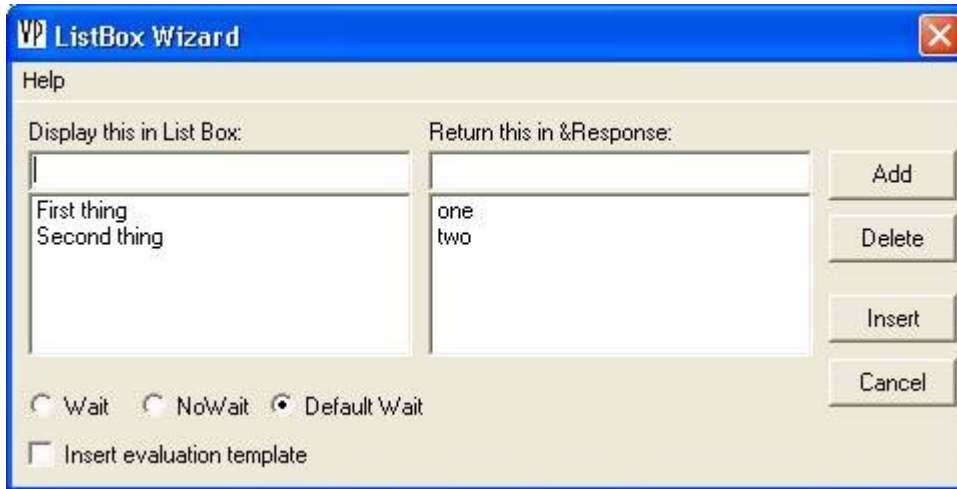 VP ListBox Wizard
Help
Display this in List Box:
Return this in &Response:
Add
First thing
Second thing
one
two
Delete
Insert
Cancel
Wait NoWait Default Wait
Insert evaluation template